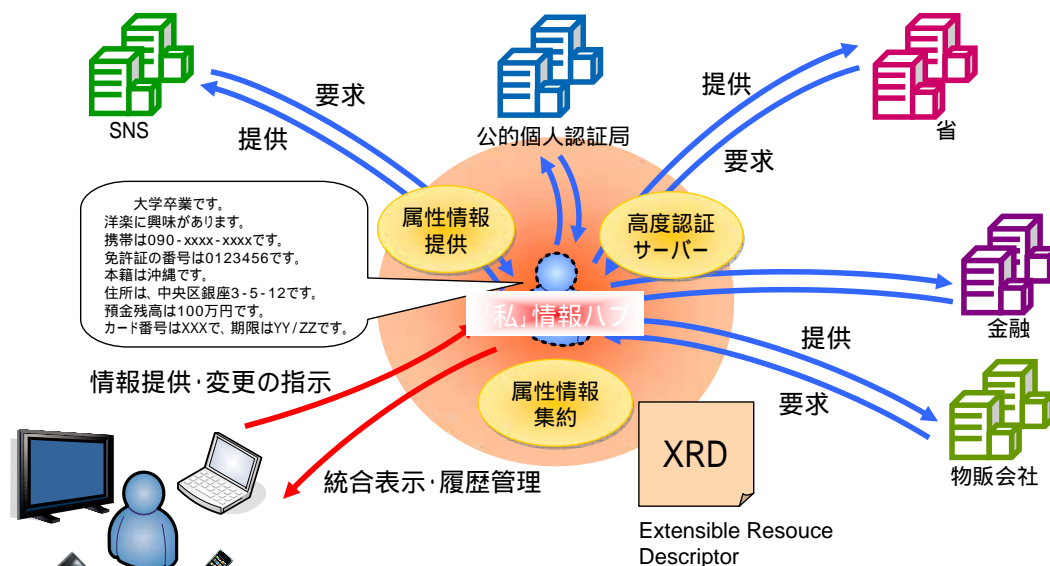 SNS
要求
提供
公的個人認証局
提供
要求
省
大学卒業です。
洋楽に興味があります。
携帯は090-xxxx-xxxxです。
免許証の番号は0123456です。
本籍は沖縄です。
住所は、中央区銀座3-5-12です。
預金残高は100万円です。
カード番号はXXXで、期限はYY/ZZです。
属性情報
提供
高度認証
サーバー
「私」情報ハブ
金融
提供
要求
物販会社
情報提供・変更の指示
属性情報
集約
統合表示・履歴管理
XRD
Extensible Resouce
Descriptor